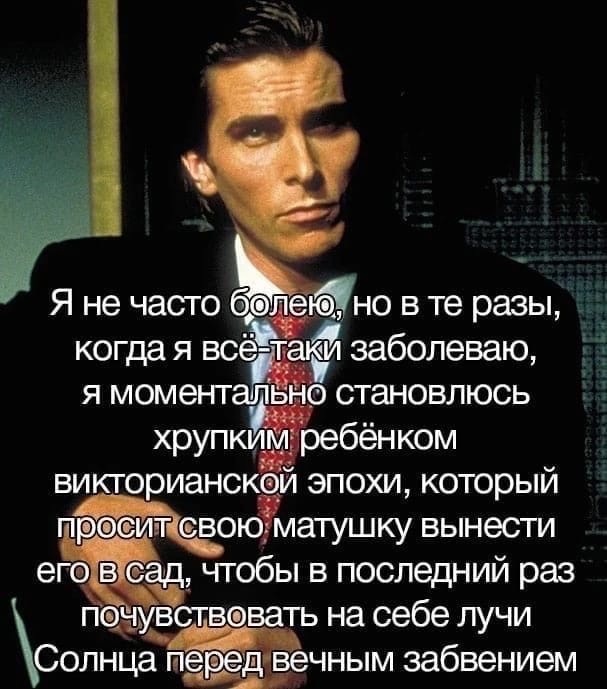 Я не часто болею, но в те разы,
когда я всё-таки заболеваю,
я моментально становлюсь
хрупким ребёнком
викторианской эпохи, который
просит свою матушку вынести
его в сад, чтобы в последний раз
почувствовать на себе лучи
Солнца перед вечным забвением